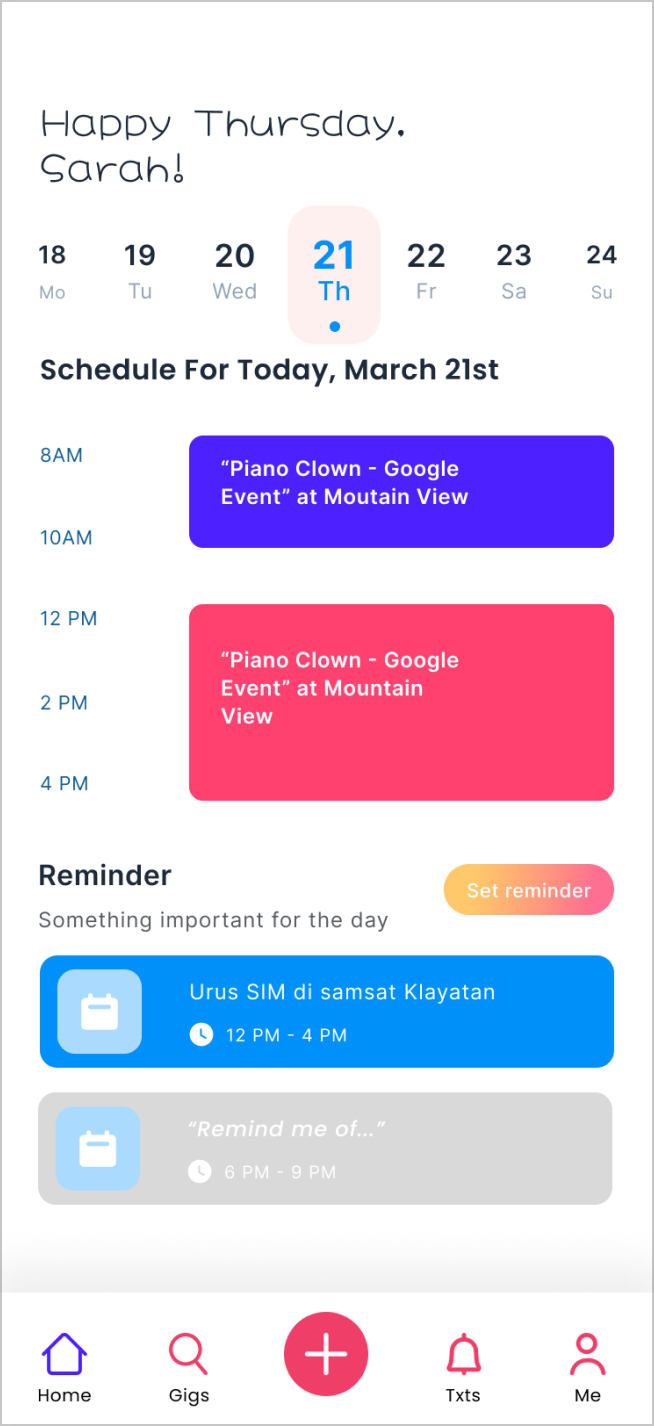 Happy Thursday,
Sarah!
18 19 20 21 22 23 24
Mo Tu Wed Th Fr Sa Su
Schedule For Today, March 21st
8AM
“Piano Clown - Google
Event” at Moutain View
10AM
12 PM
“Piano Clown - Google
Event” at Mountain
View
2 PM
4 PM
Reminder
Set reminder
Something important for the day
Urus SIM di samsat Klayatan
12 PM - 4 PM
“Remind me of...”
6 PM - 9 PM
Home Gigs Txts Me